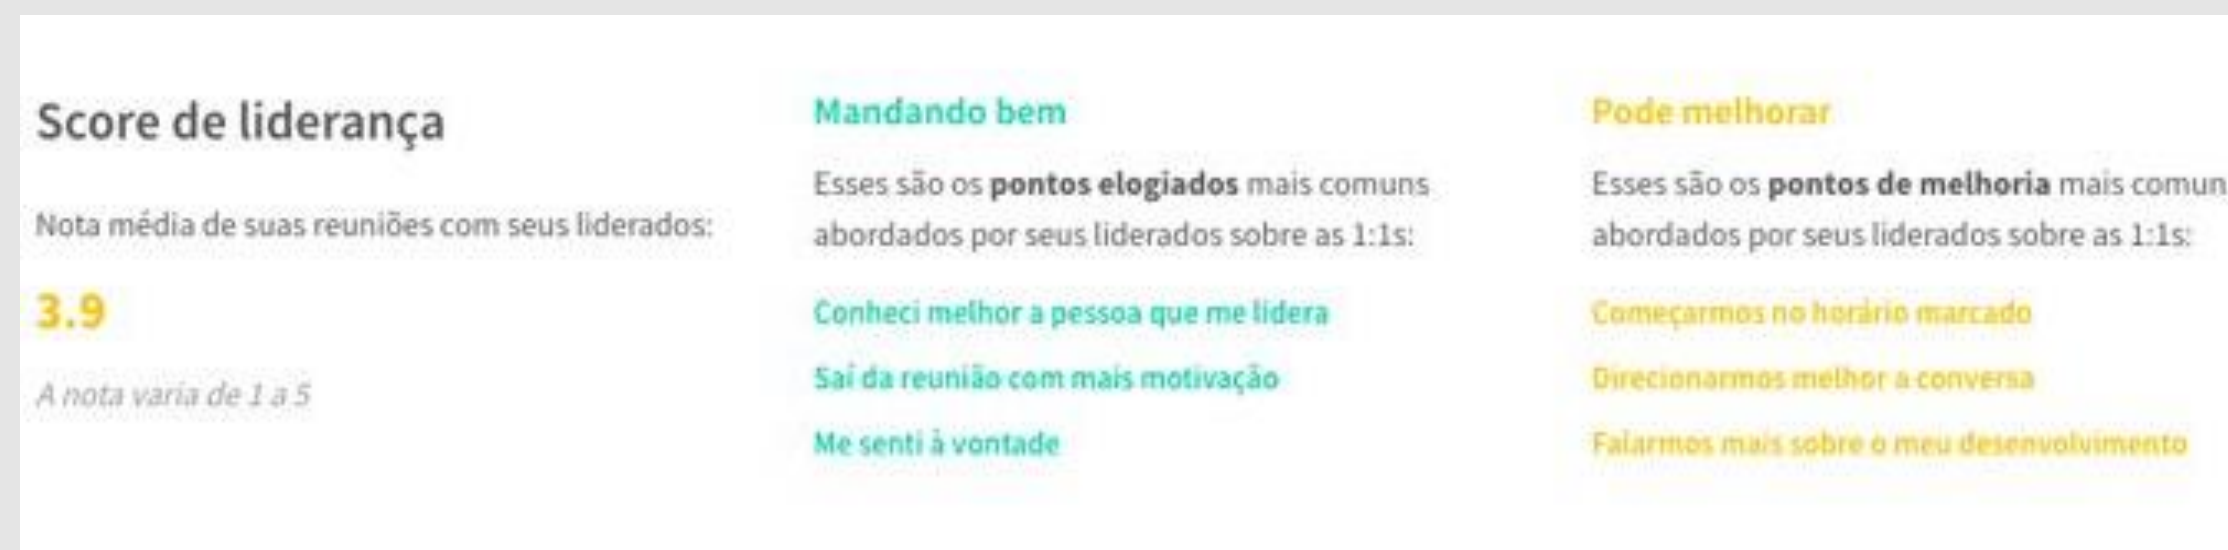 Score de liderança
Nota média de suas reuniões com seus liderados:
3.9
A nota varia de 1 a 5
Mandando bem
Esses são os pontos elogiados mais comuns
abordados por seus liderados sobre as 1:1s:
Conheci melhor a pessoa que me lidera
Saí da reunião com mais motivação
Me senti à vontade
Pode melhorar
Esses são os pontos de melhoria mais comun
abordados por seus liderados sobre as 1:1s:
Começarmos no horário marcado
Direcionarmos melhor a conversa
Falarmos mais sobre o meu desenvolvimento